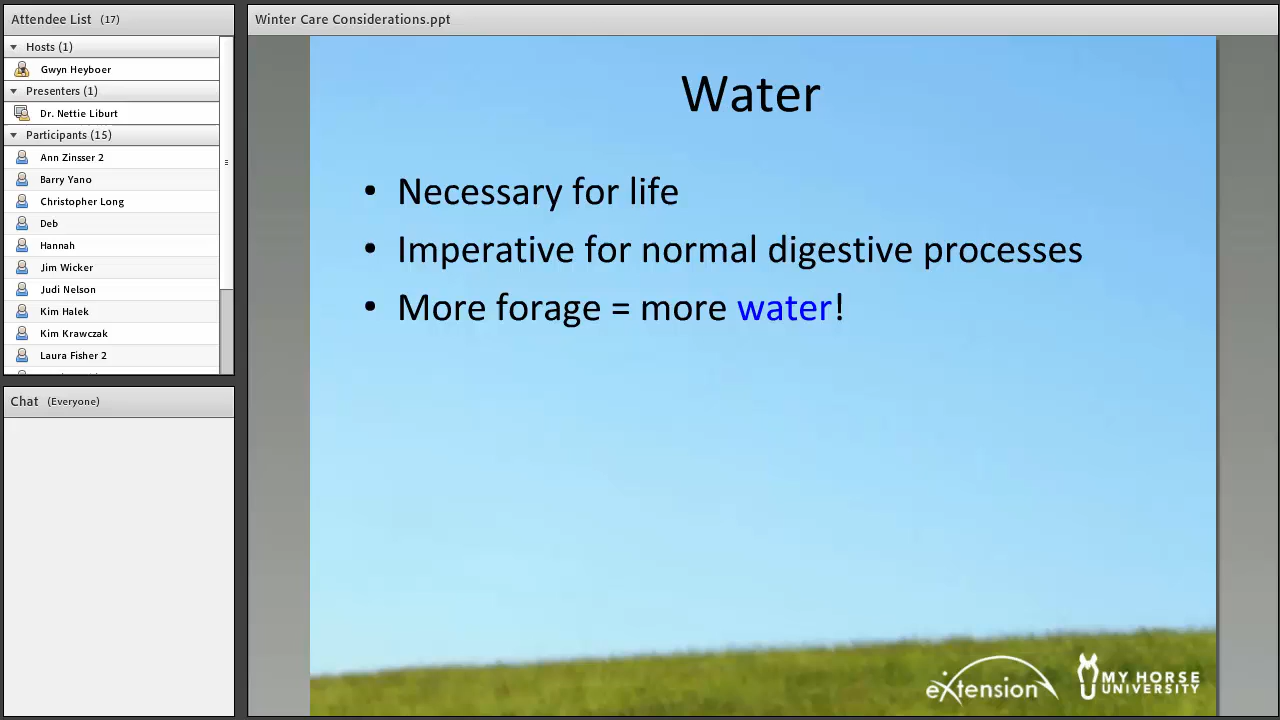 Attendee List (17)
Hosts (1)
Gwyn Heyboer
Presenters (1)
Dr. Nettie Liburt
Participants (15)
Ann Zinsser 2
Barry Yano
Christopher Long
Deb
Hannah
Jim Wicker
Judi Nelson
Kim Halek
Kim Krawczak
Laura Fisher 2
Chat (Everyone)
Winter Care Considerations.ppt
Water
• Necessary for life
• Imperative for normal digestive processes
• More forage = more water!
eXtension
MY HORSE
UNIVERSITY